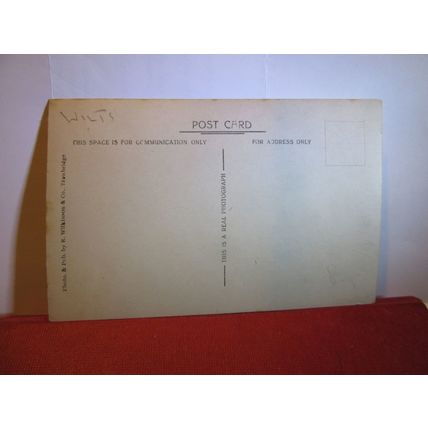 WILTS
POST CARD
THIS SPACE IS FOR COMMUNICATION ONLY
FOR ADDRESS ONLY
THIS IS A REAL PHOTOGRAPH
Photo. & Pub. by R. Wilkinson & Co., Trowbridge